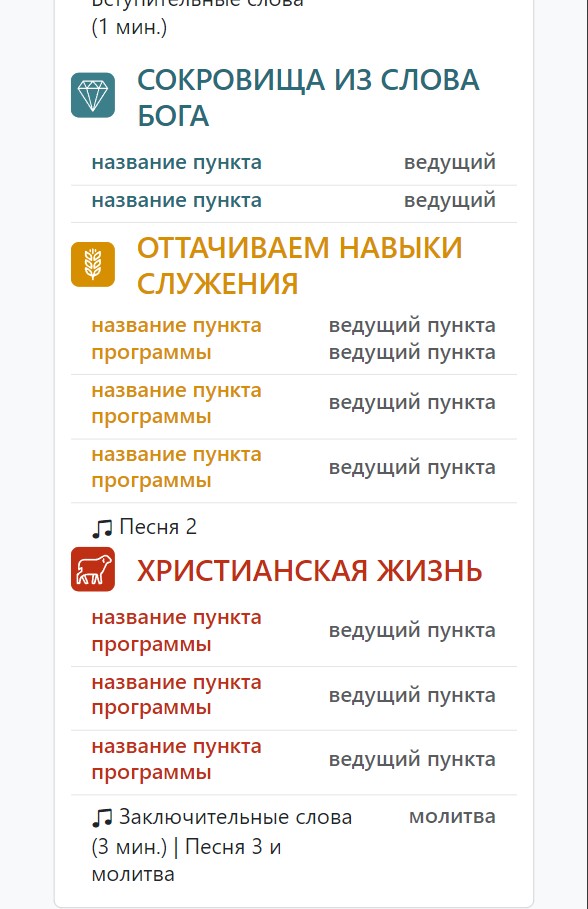 Вступительные слова
(1 мин.)
СОКРОВИЩА ИЗ СЛОВА
БОГА
название пункта ведущий
название пункта ведущий
ОТТАЧИВАЕМ НАВЫКИ
СЛУЖЕНИЯ
название пункта ведущий пункта
программы ведущий пункта
название пункта
программы
ведущий пункта
название пункта
программы
ведущий пункта
Песня 2
ХРИСТИАНСКАЯ ЖИЗНЬ
название пункта
программы
ведущий пункта
название пункта
программы
ведущий пункта
название пункта
программы
ведущий пункта
Заключительные слова молитва
(3 мин.) | Песня 3 и
молитва